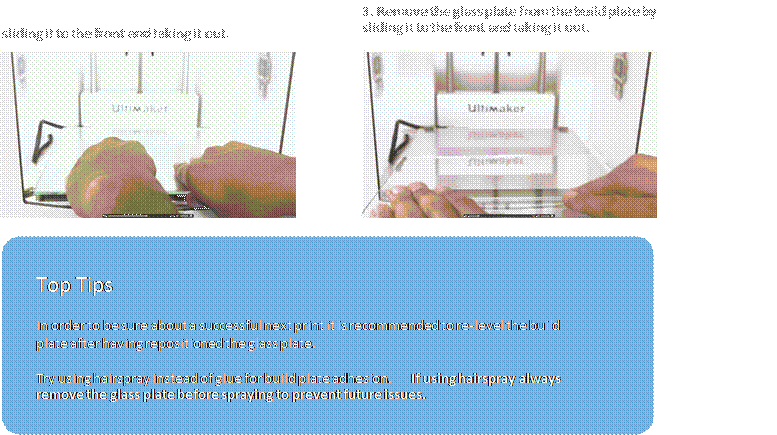 3. Remove the glass plate from the build plate by
sliding it to the front and taking it out.
sliding it to the front and taking it out.
Ultimaker
Ultimaker
Top Tips
In order to be sure about a successful next print it is recommended to re-level the build
plate after having repositioned the glass plate.
Try using hairspray instead of glue for build plate adhesion. If using hairspray always
remove the glass plate before spraying to prevent future issues.